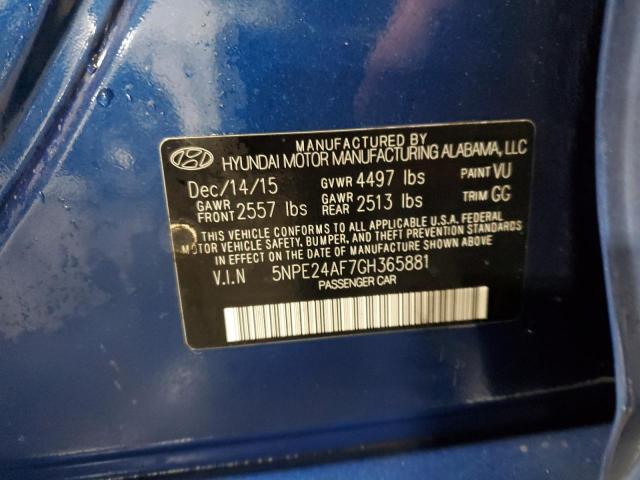 MANUFACTURED BY
HYUNDAI MOTOR MANUFACTURING ALABAMA, LLC
Dec/14/15 GVWR 4497 lbs PAINT VU
GAWR FRONT 2557 lbs GAWR REAR 2513 lbs TRIM GG
THIS VEHICLE CONFORMS TO ALL APPLICABLE U.S.A. FEDERAL
MOTOR VEHICLE SAFETY, BUMPER, AND THEFT PREVENTION STANDARDS
IN EFFECT ON THE DATE OF MANUFACTURE SHOWN ABOVE.
V.I.N 5NPE24AF7GH365881
PASSENGER CAR